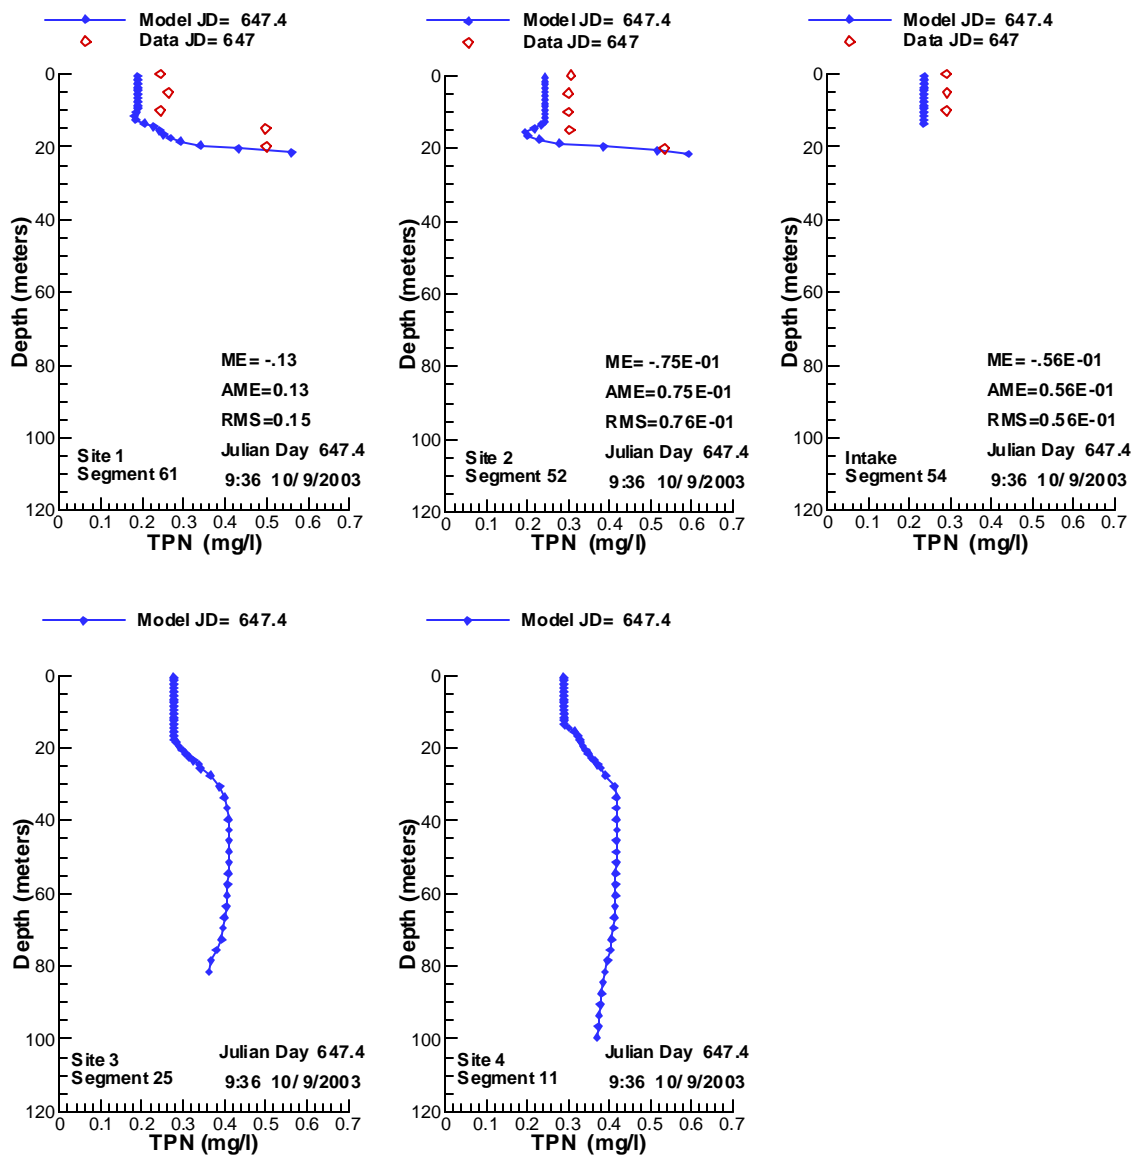 Model JD= 647.4
Data JD= 647
0
20
40
60
80
100
120
Depth (meters)
ME= -.13
AME=0.13
RMS=0.15
Julian Day 647.4
9:36 10/9/2003
Site 1
Segment 61
0 0.1 0.2 0.3 0.4 0.5 0.6 0.7
TPN (mg/l)
Model JD= 647.4
Data JD= 647
0
20
40
60
80
100
120
Depth (meters)
ME= -.75E-01
AME=0.75E-01
RMS=0.76E-01
Julian Day 647.4
9:36 10/9/2003
Site 2
Segment 52
0 0.1 0.2 0.3 0.4 0.5 0.6 0.7
TPN (mg/l)
Model JD= 647.4
Data JD= 647
0
20
40
60
80
100
120
Depth (meters)
ME= -.56E-01
AME=0.56E-01
RMS=0.56E-01
Julian Day 647.4
9:36 10/9/2003
Intake
Segment 54
0 0.1 0.2 0.3 0.4 0.5 0.6 0.7
TPN (mg/l)
Model JD= 647.4
0
20
40
60
80
100
120
Depth (meters)
Julian Day 647.4
9:36 10/9/2003
Site 3
Segment 25
0 0.1 0.2 0.3 0.4 0.5 0.6 0.7
TPN (mg/l)
Model JD= 647.4
0
20
40
60
80
100
120
Depth (meters)
Julian Day 647.4
9:36 10/9/2003
Site 4
Segment 11
0 0.1 0.2 0.3 0.4 0.5 0.6 0.7
TPN (mg/l)